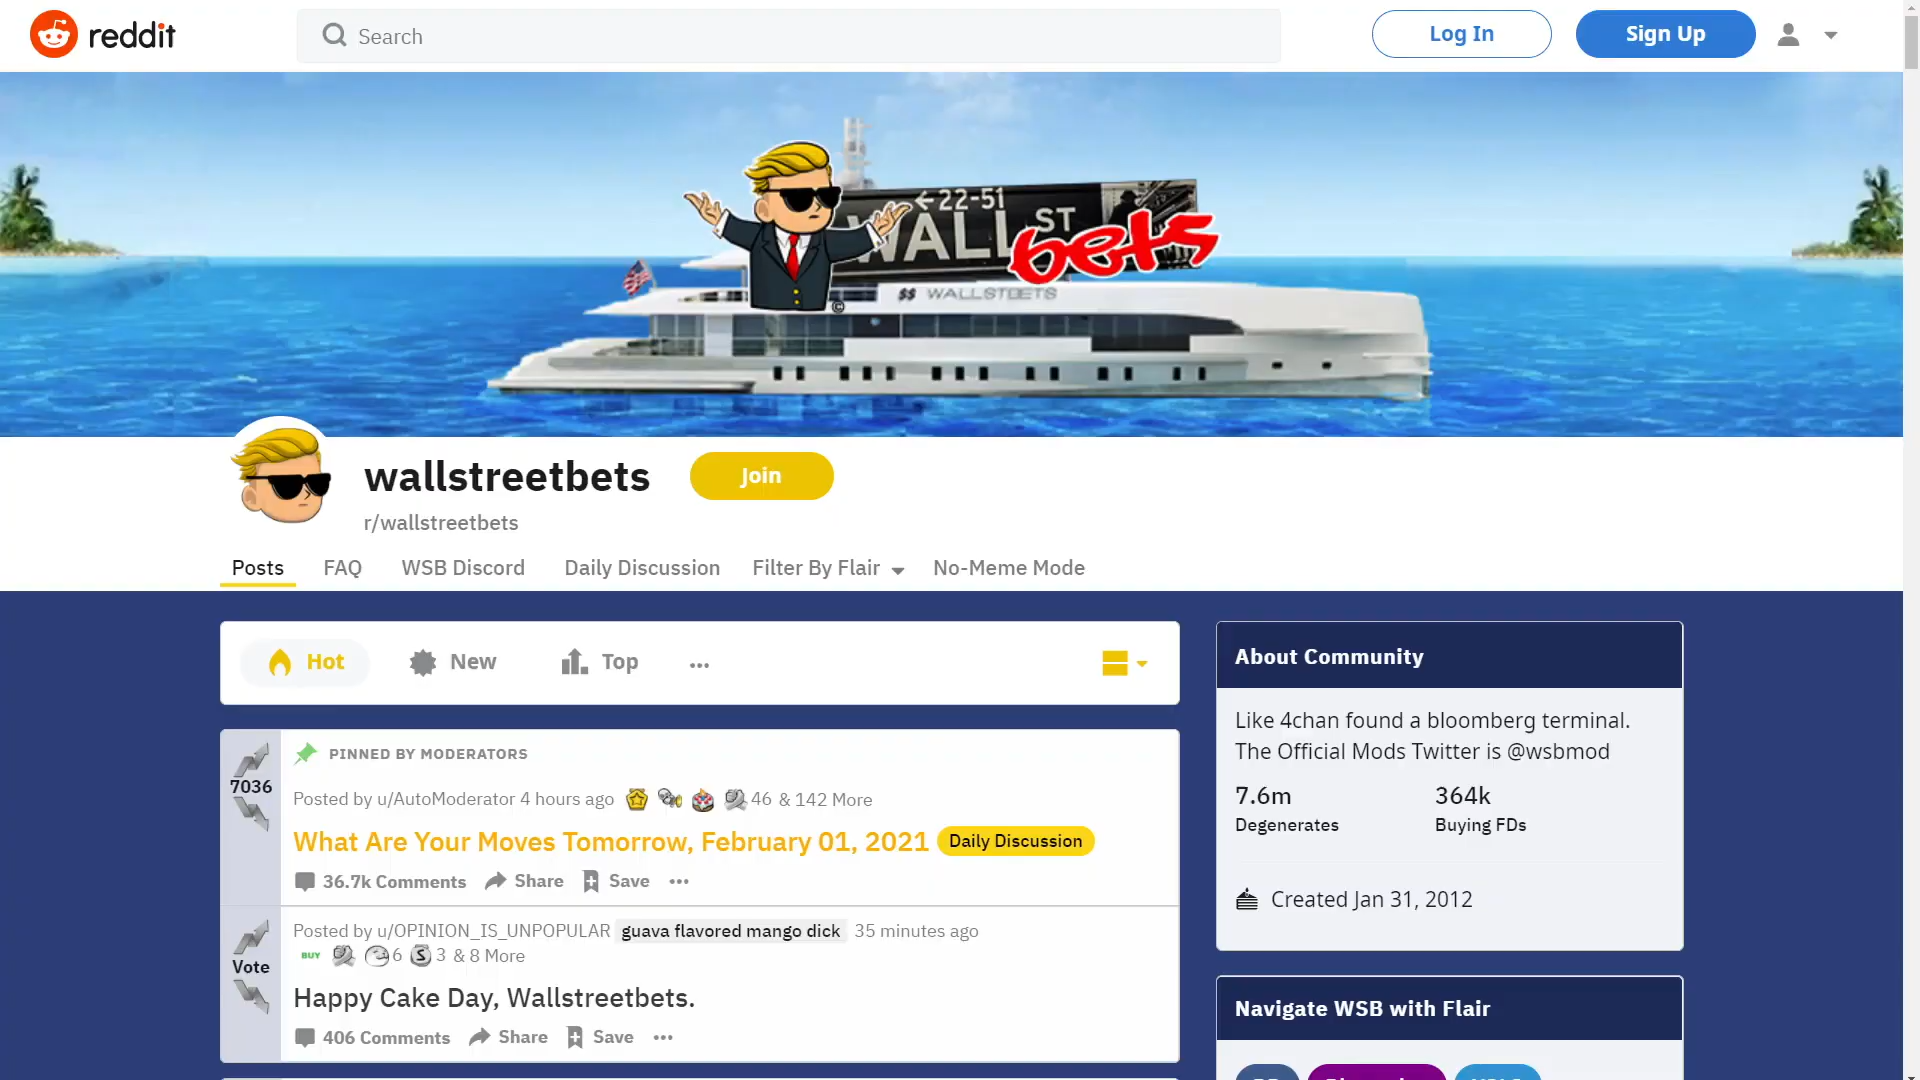 reddit
Search
Log In
Sign Up
←22-51
WALL ST
bets
$$ WALLSTBETS
©
wallstreetbets
Join
r/wallstreetbets
Posts
FAQ
WSB Discord
Daily Discussion
Filter By Flair
No-Meme Mode
Hot
New
Top
...
PINNED BY MODERATORS
7036
Posted by u/AutoModerator 4 hours ago 46 & 142 More
What Are Your Moves Tomorrow, February 01, 2021 Daily Discussion
36.7k Comments Share Save ...
Posted by u/OPINION_IS_UNPOPULAR guava flavored mango dick 35 minutes ago
BUY 6 S 3 & 8 More
Vote
Happy Cake Day, Wallstreetbets.
406 Comments Share Save ...
About Community
Like 4chan found a bloomberg terminal.
The Official Mods Twitter is @wsbmod
7.6m 364k
Degenerates Buying FDs
Created Jan 31, 2012
Navigate WSB with Flair